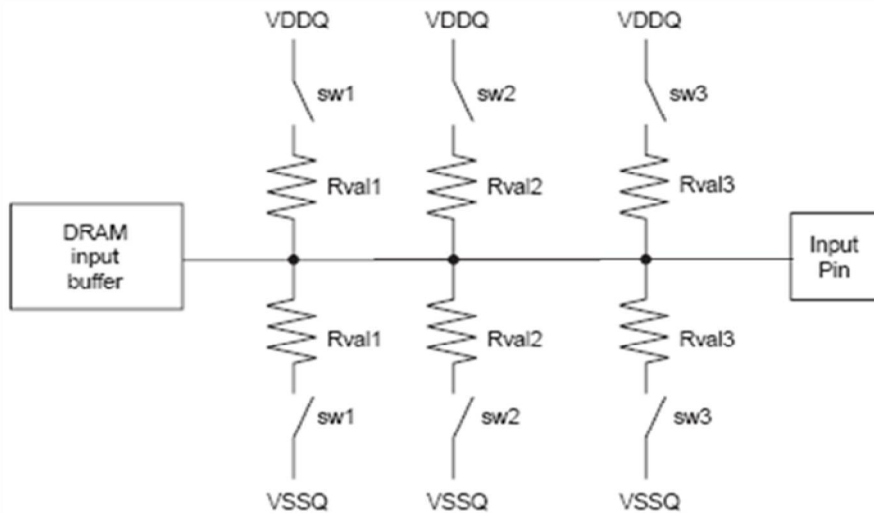 VDDQ VDDQ VDDQ
sw1 sw2 sw3
Rval1 Rval2 Rval3
DRAM
input
buffer
Input
Pin
Rval1 Rval2 Rval3
sw1 sw2 sw3
VSSQ VSSQ VSSQ